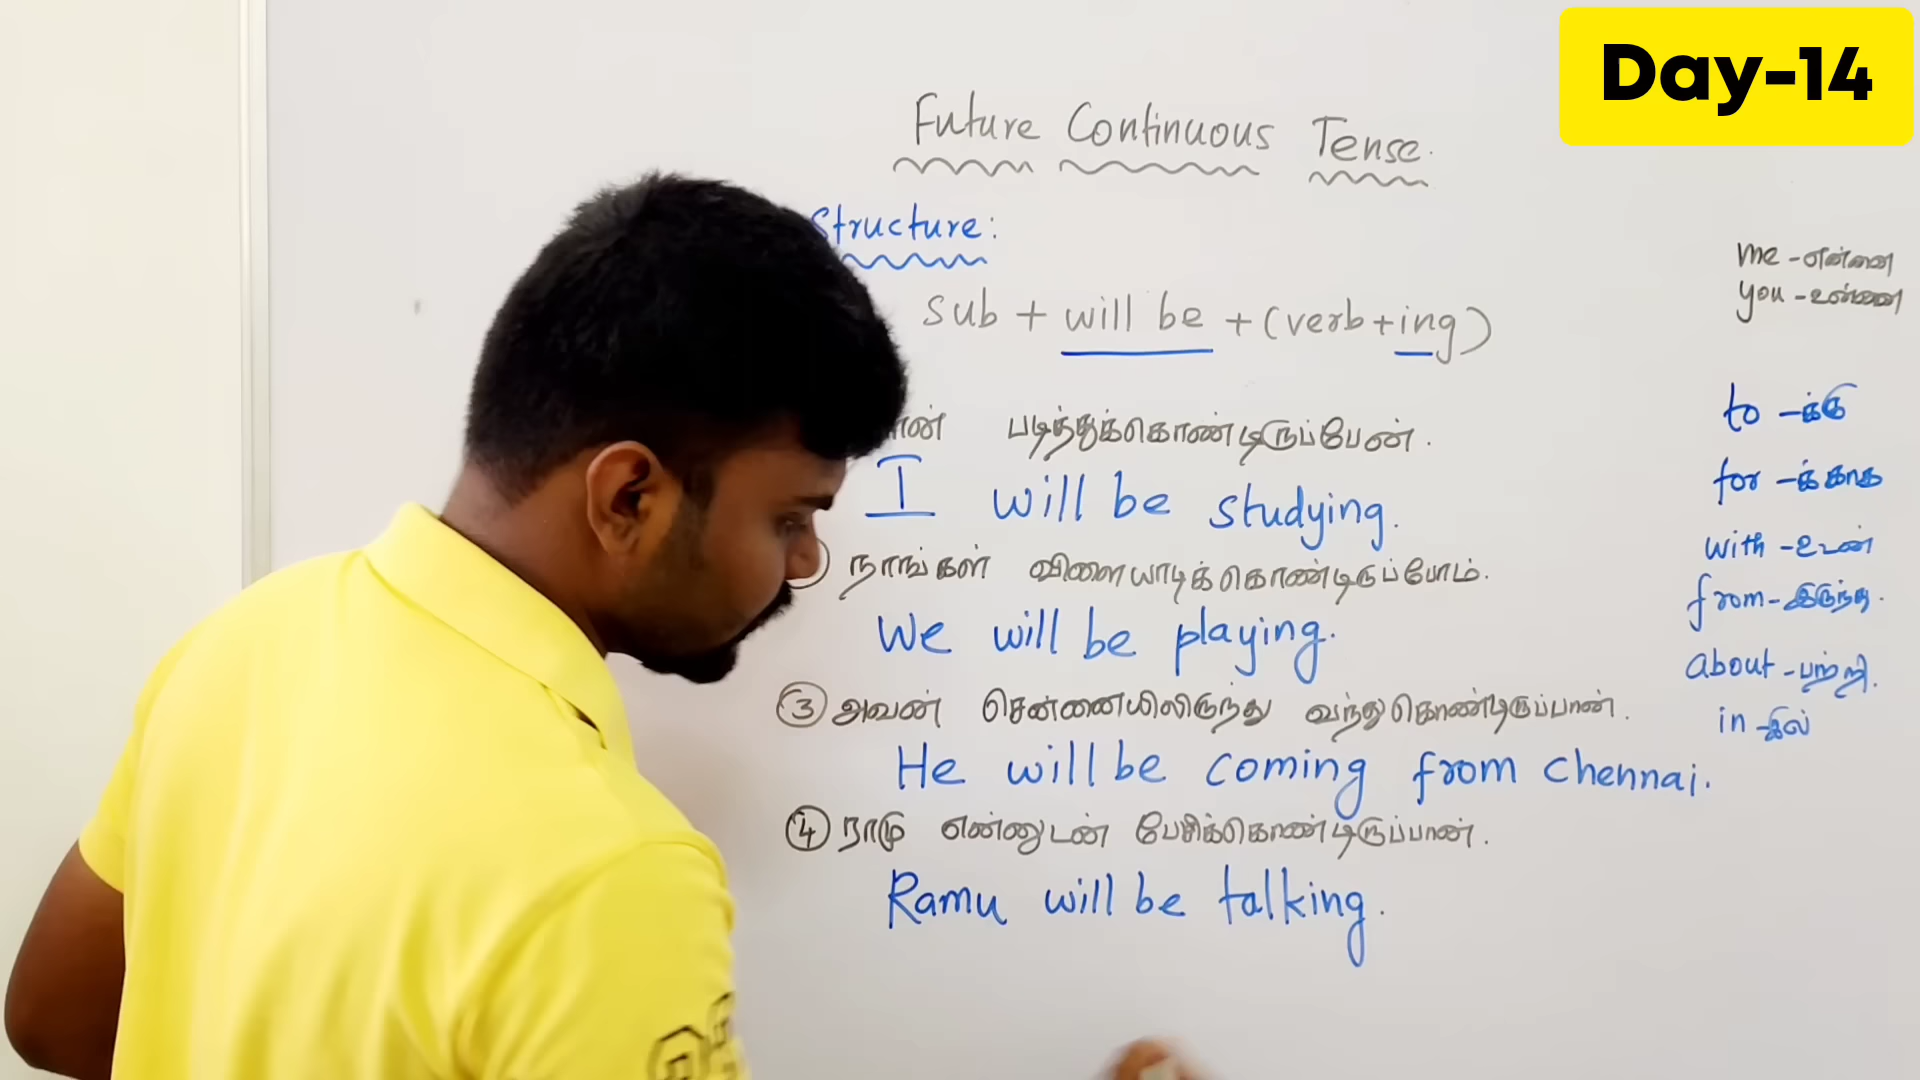 Day-14
Future Continuous Tense.
Structure:
sub + will be + (verb+ing)
me - என்னை
you - உன்னை
படித்துக்கொண்டிருப்பேன்.
I will be studying.
நாங்கள் விளையாடிக்கொண்டிருப்போம்.
We will be playing.
③ அவன் சென்னையிலிருந்து வந்துகொண்டிருப்பான்.
He will be coming from Chennai.
④ ராமு என்னுடன் பேசிக்கொண்டிருப்பான்.
Ramu will be talking.
to - க்கு
for - க்காக
with - உடன்
from - இருந்து.
about - பற்றி.
in - இல்